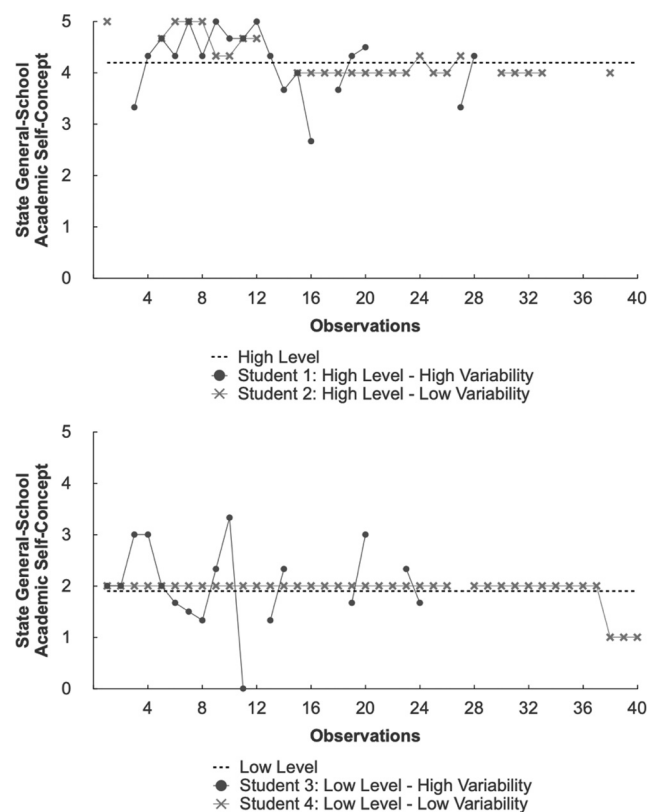 State General-School
Academic Self-Concept
5
4
3
2
1
0
4 8 12 16 20 24 28 32 36 40
Observations
High Level
Student 1: High Level - High Variability
Student 2: High Level - Low Variability
State General-School
Academic Self-Concept
5
4
3
2
1
0
4 8 12 16 20 24 28 32 36 40
Observations
Low Level
Student 3: Low Level - High Variability
Student 4: Low Level - Low Variability